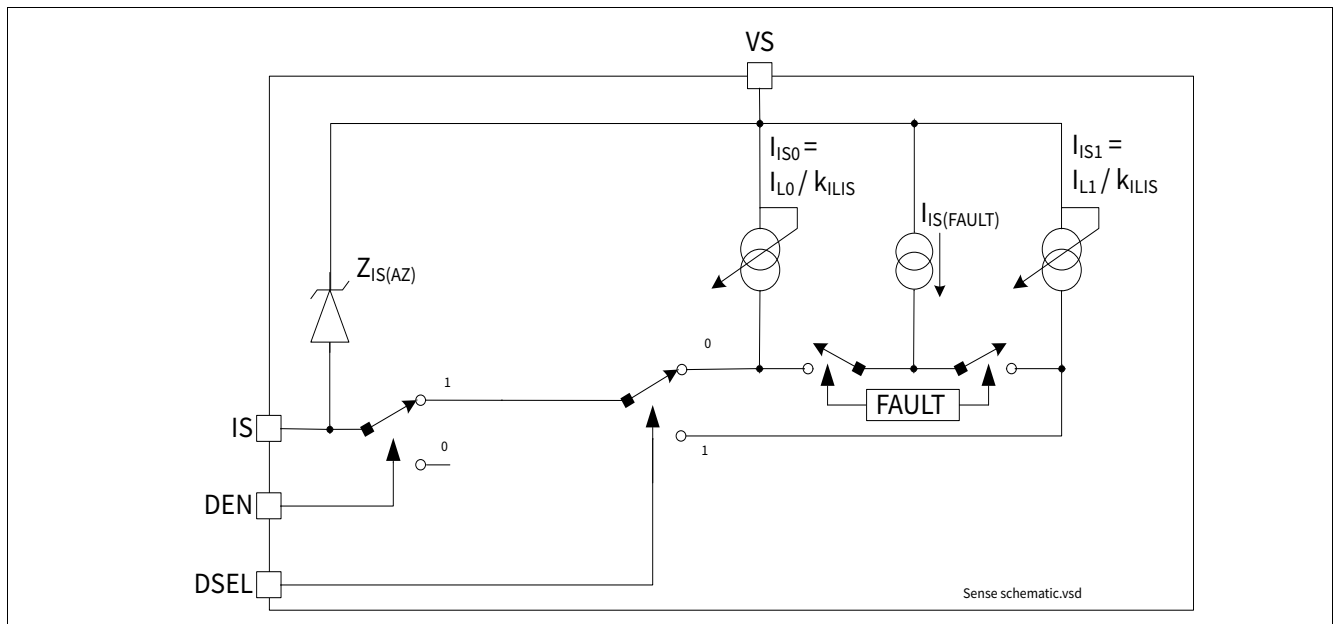 VS
I_IS0 =
I_L0 / k_ILIS
I_IS1 =
I_L1 / k_ILIS
I_IS(FAULT)
Z_IS(AZ)
0
1
FAULT
IS
0
1
DEN
DSEL
Sense schematic.vsd